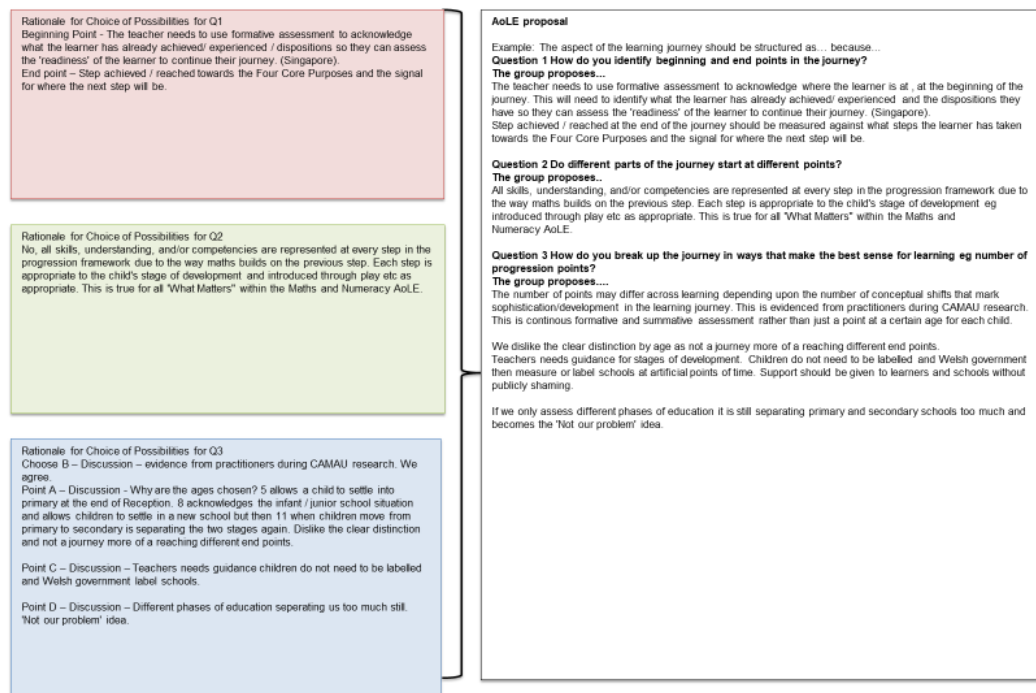 Rationale for Choice of Possibilities for Q1
Beginning Point - The teacher needs to use formative assessment to acknowledge
what the learner has already achieved/ experienced / dispositions so they can assess
the 'readiness' of the learner to continue their journey. (Singapore).
End point – Step achieved / reached towards the Four Core Purposes and the signal
for where the next step will be.
Rationale for Choice of Possibilities for Q2
No, all skills, understanding, and/or competencies are represented at every step in the
progression framework due to the way maths builds on the previous step. Each step is
appropriate to the child's stage of development and introduced through play etc as
appropriate. This is true for all "What Matters" within the Maths and Numeracy AoLE.
Rationale for Choice of Possibilities for Q3
Choose B – Discussion – evidence from practitioners during CAMAU research. We
agree.
Point A – Discussion - Why are the ages chosen? 5 allows a child to settle into
primary at the end of Reception. 8 acknowledges the infant / junior school situation
and allows children to settle in a new school but then 11 when children move from
primary to secondary is separating the two stages again. Dislike the clear distinction
and not a journey more of a reaching different end points.
Point C – Discussion – Teachers needs guidance children do not need to be labelled
and Welsh government label schools.
Point D – Discussion – Different phases of education seperating us too much still.
'Not our problem' idea.
AoLE proposal
Example: The aspect of the learning journey should be structured as… because…
Question 1 How do you identify beginning and end points in the journey?
The group proposes…
The teacher needs to use formative assessment to acknowledge where the learner is at , at the beginning of the
journey. This will need to identify what the learner has already achieved/ experienced and the dispositions they
have so they can assess the 'readiness' of the learner to continue their journey. (Singapore).
Step achieved / reached at the end of the journey should be measured against what steps the learner has taken
towards the Four Core Purposes and the signal for where the next step will be.
Question 2 Do different parts of the journey start at different points?
The group proposes..
All skills, understanding, and/or competencies are represented at every step in the progression framework due to
the way maths builds on the previous step. Each step is appropriate to the child's stage of development eg
introduced through play etc as appropriate. This is true for all "What Matters" within the Maths and
Numeracy AoLE.
Question 3 How do you break up the journey in ways that make the best sense for learning eg number of
progression points?
The group proposes….
The number of points may differ across learning depending upon the number of conceptual shifts that mark
sophistication/development in the learning journey. This is evidenced from practitioners during CAMAU research.
This is continous formative and summative assessment rather than just a point at a certain age for each child.
We dislike the clear distinction by age as not a journey more of a reaching different end points.
Teachers needs guidance for stages of development. Children do not need to be labelled and Welsh government
then measure or label schools at artificial points of time. Support should be given to learners and schools without
publicly shaming.
If we only assess different phases of education it is still separating primary and secondary schools too much and
becomes the 'Not our problem' idea.